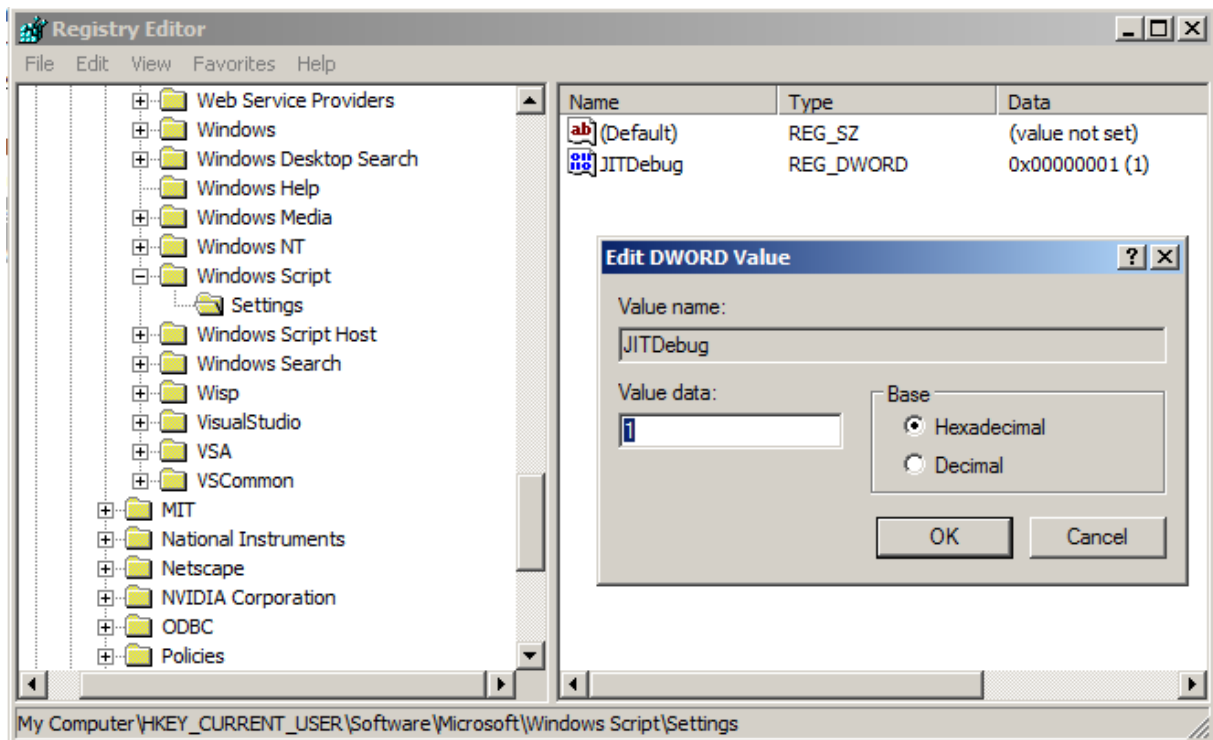 Registry Editor
File Edit View Favorites Help
Web Service Providers
Windows
Windows Desktop Search
Windows Help
Windows Media
Windows NT
Windows Script
Settings
Windows Script Host
Windows Search
Wisp
VisualStudio
VSA
VSCommon
MIT
National Instruments
Netscape
NVIDIA Corporation
ODBC
Policies
Name Type Data
(Default) REG_SZ (value not set)
JITDebug REG_DWORD 0x00000001 (1)
Edit DWORD Value
Value name:
JITDebug
Value data:
1
Base
Hexadecimal
Decimal
OK Cancel
My Computer\HKEY_CURRENT_USER\Software\Microsoft\Windows Script\Settings